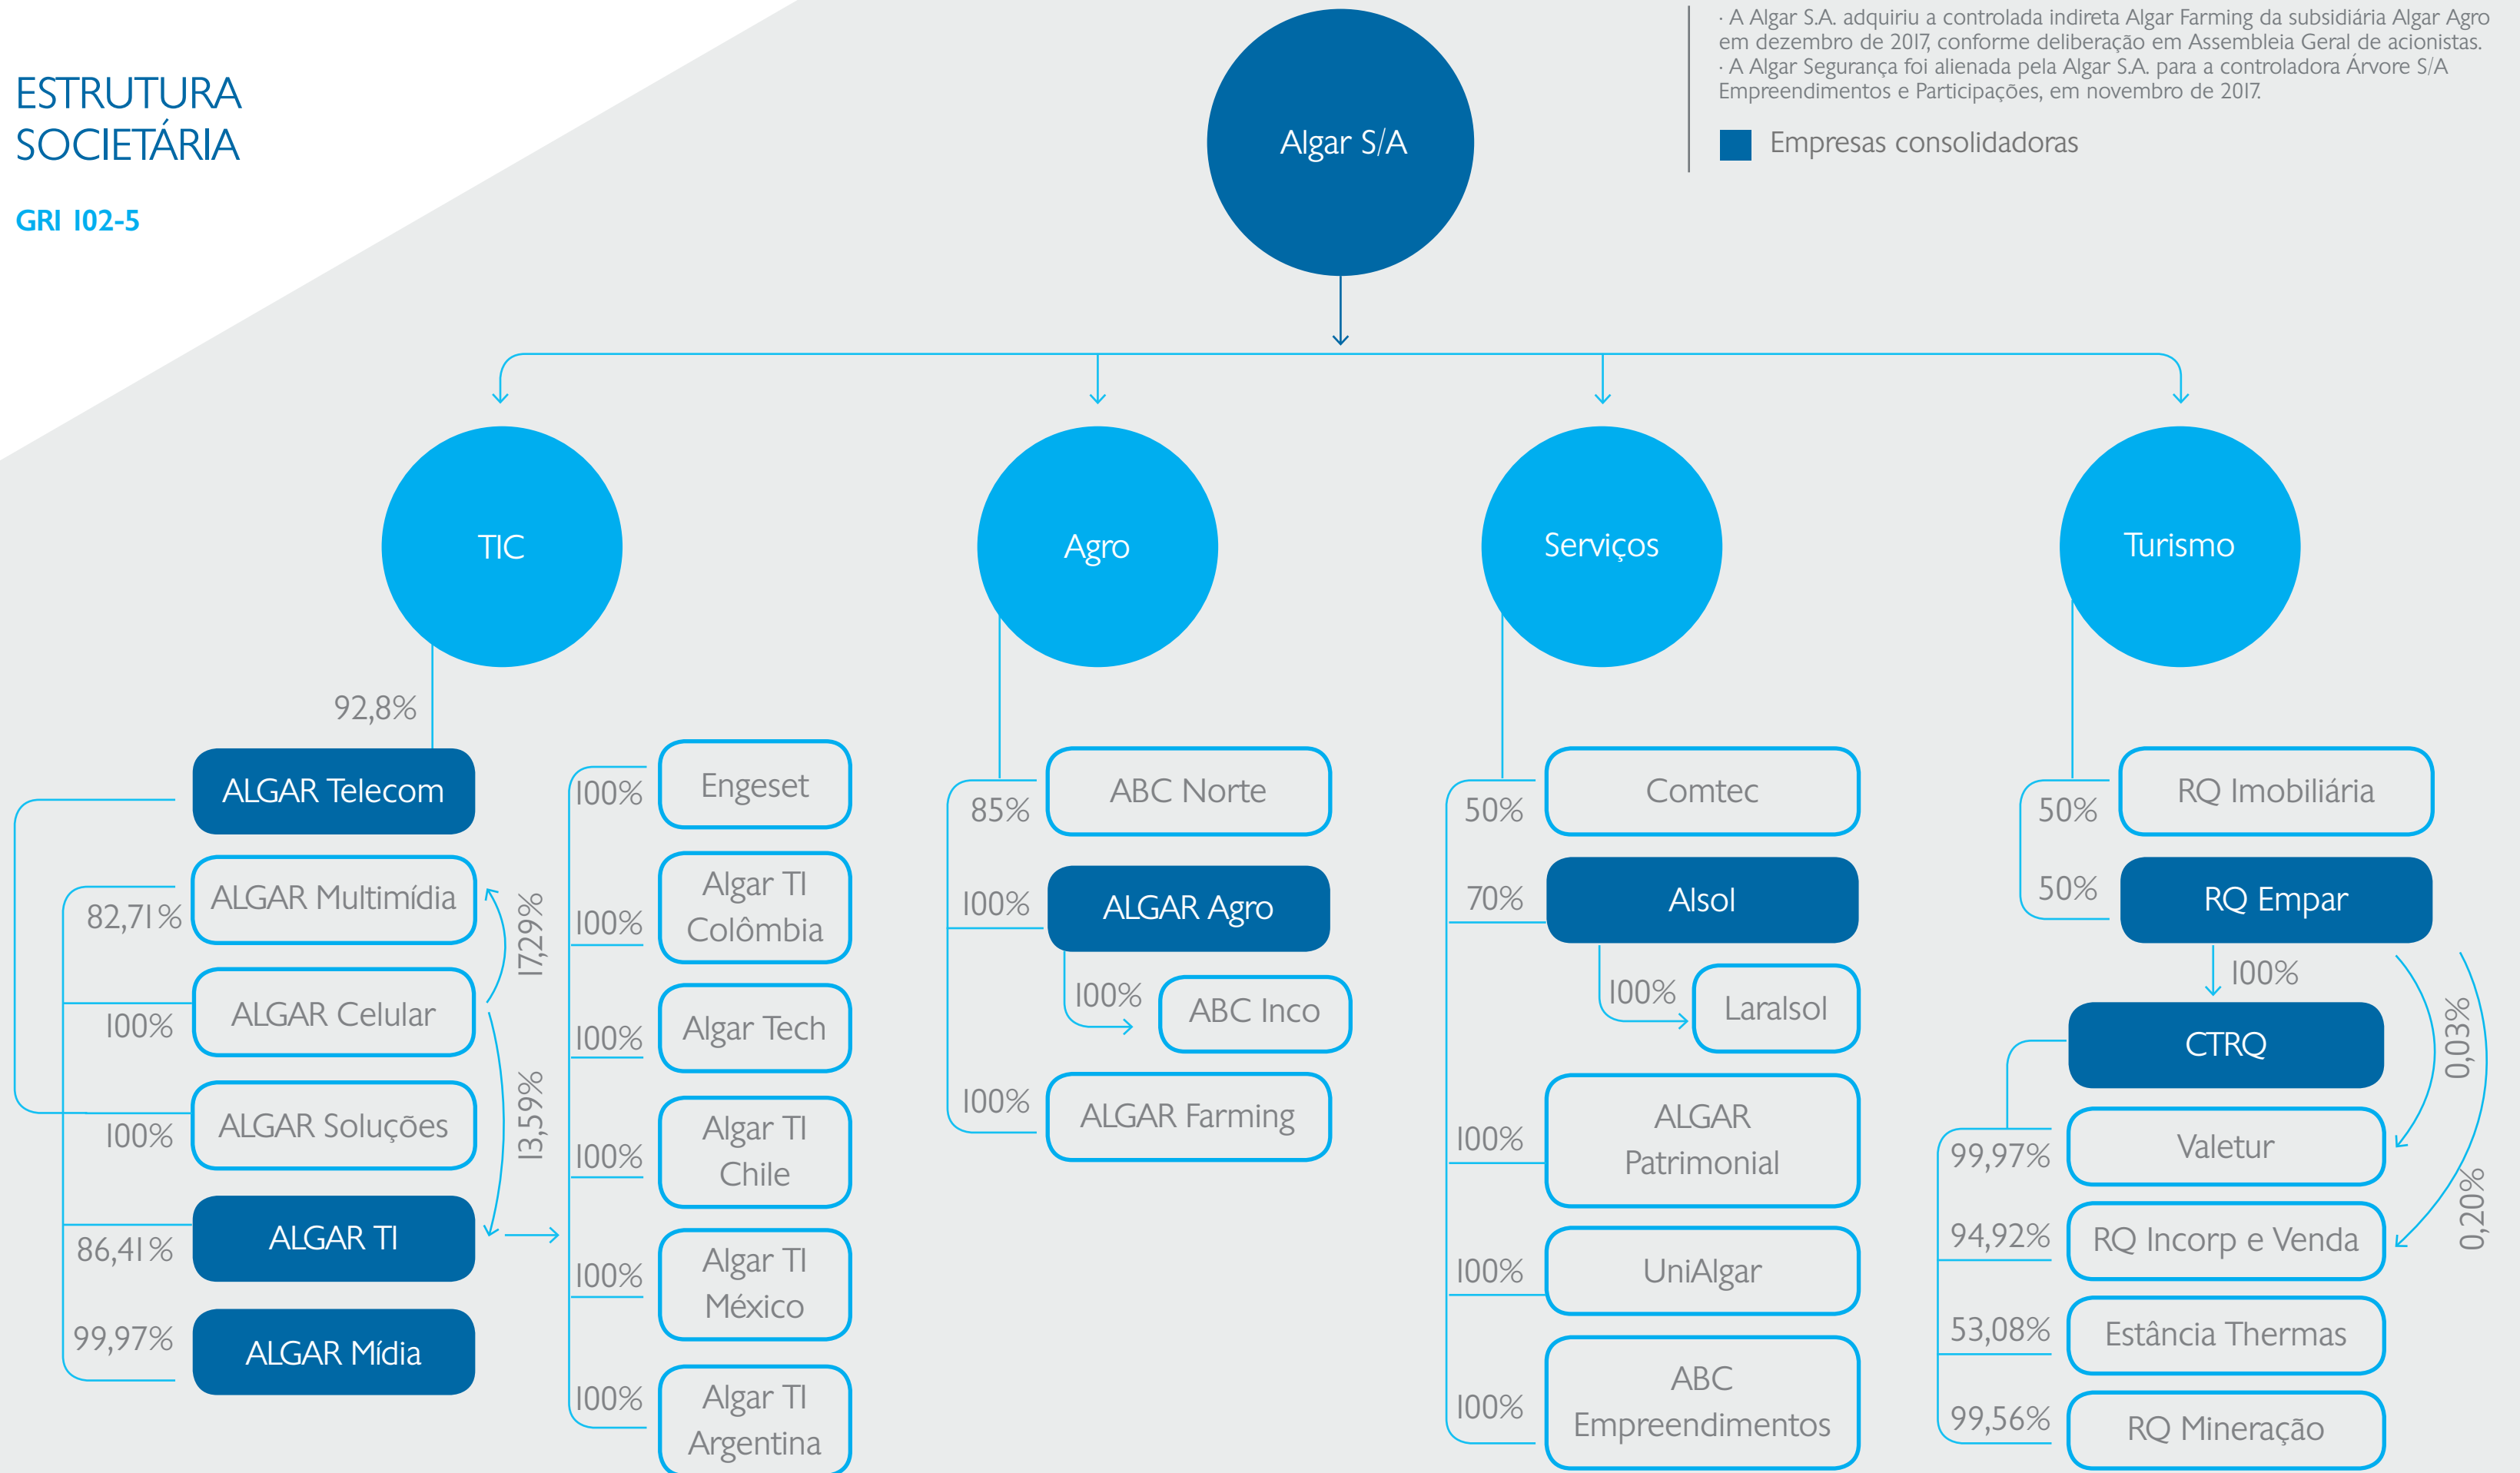 ESTRUTURA
SOCIETÁRIA
GRI 102-5
· A Algar S.A. adquiriu a controlada indireta Algar Farming da subsidiária Algar Agro
em dezembro de 2017, conforme deliberação em Assembleia Geral de acionistas.
· A Algar Segurança foi alienada pela Algar S.A. para a controladora Árvore S/A
Empreendimentos e Participações, em novembro de 2017.
Empresas consolidadoras
Algar S/A
TIC
Agro
Serviços
Turismo
92,8%
ALGAR Telecom
82,71%
ALGAR Multimídia
17,29%
100%
ALGAR Celular
100%
ALGAR Soluções
13,59%
86,41%
ALGAR TI
99,97%
ALGAR Mídia
100%
Engeset
100%
Algar TI
Colômbia
100%
Algar Tech
100%
Algar TI
Chile
100%
Algar TI
México
100%
Algar TI
Argentina
85%
ABC Norte
100%
ALGAR Agro
100%
ABC Inco
100%
ALGAR Farming
50%
Comtec
70%
Alsol
100%
Laralsol
100%
ALGAR
Patrimonial
100%
UniAlgar
100%
ABC
Empreendimentos
50%
RQ Imobiliária
50%
RQ Empar
100%
CTRQ
0,03%
99,97%
Valetur
0,20%
94,92%
RQ Incorp e Venda
53,08%
Estância Thermas
99,56%
RQ Mineração